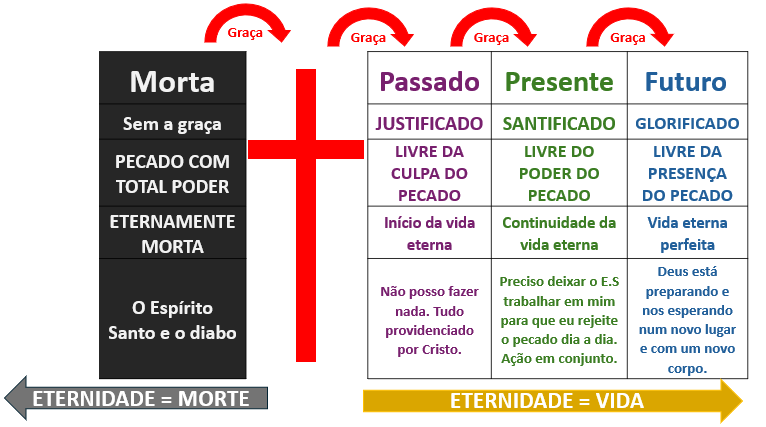 Graça
Graça
Graça
Graça
Morta
Sem a graça
PECADO COM
TOTAL PODER
ETERNAMENTE
MORTA
O Espírito
Santo e o diabo
Passado
Presente
Futuro
JUSTIFICADO
SANTIFICADO
GLORIFICADO
LIVRE DA
CULPA DO
PECADO
LIVRE DO
PODER DO
PECADO
LIVRE DA
PRESENÇA
DO PECADO
Início da vida
eterna
Continuidade da
vida eterna
Vida eterna
perfeita
Não posso fazer
nada. Tudo
providenciado
por Cristo.
Preciso deixar o E.S
trabalhar em mim
para que eu rejeite
o pecado dia a dia.
Ação em conjunto.
Deus está
preparando e
nos esperando
num novo lugar
e com um novo
corpo.
ETERNIDADE = MORTE
ETERNIDADE = VIDA